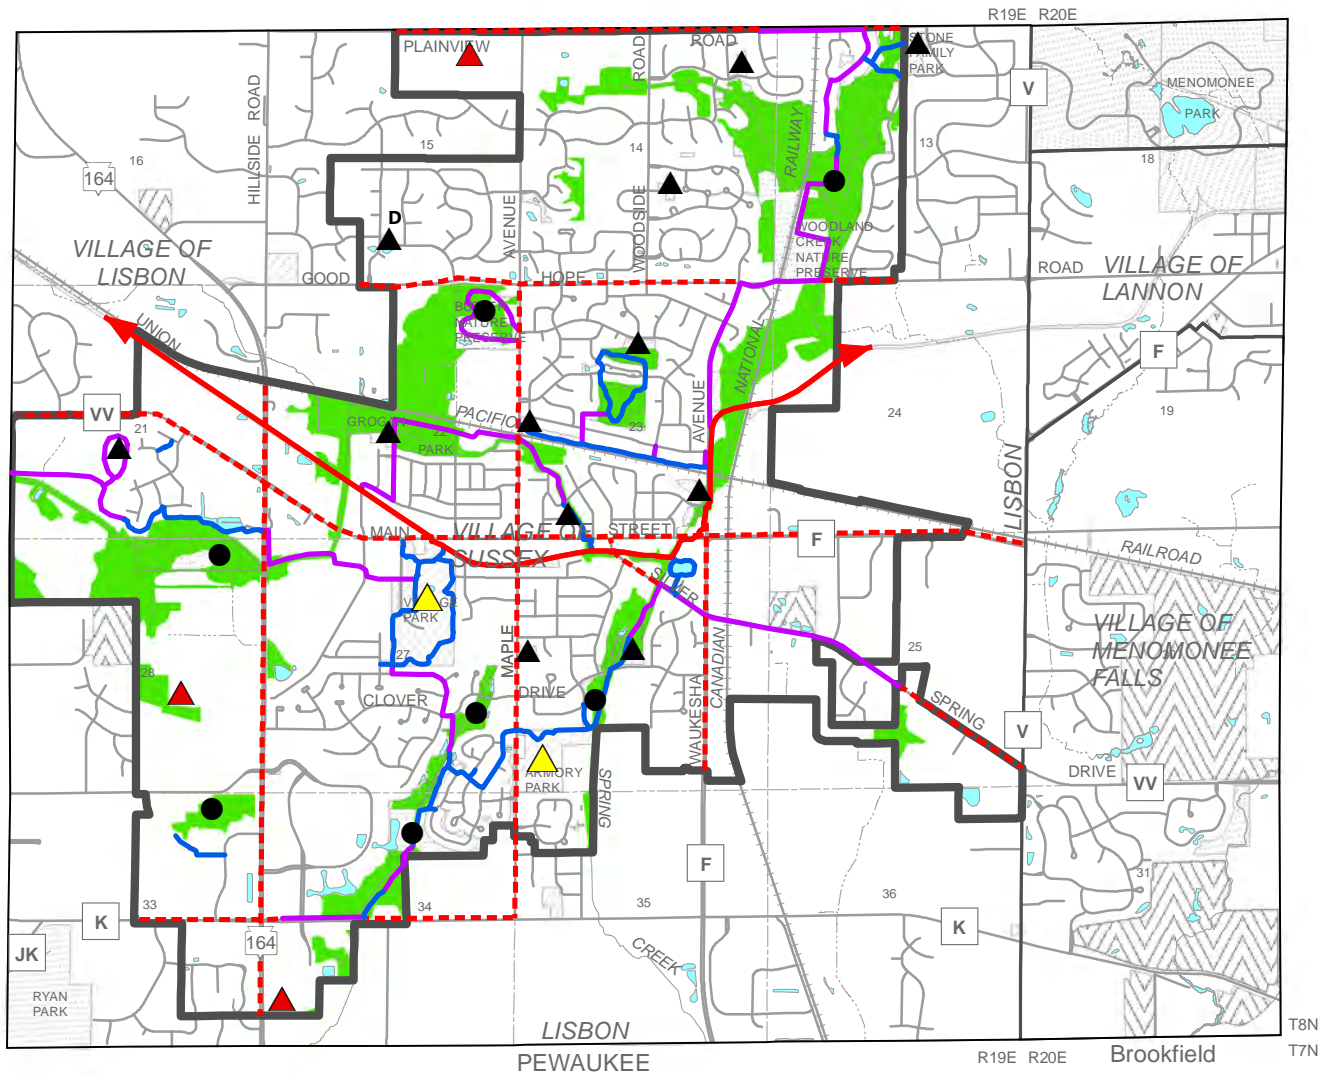 R19E R20E
PLAINVIEW
ROAD
STONE
FAMILY
PARK
V
MENOMONEE
PARK
HILLSIDE ROAD
ROAD
RAILWAY
16
15
14
13
18
164
D
AVENUE
WOODSIDE
WOODLAND
CREEK
NATURE
PRESERVE
VILLAGE OF
LISBON
GOOD
HOPE
ROAD
VILLAGE OF
LANNON
UNION
NATURE
PRESERVE
NATIONAL
F
VV
21
PACIFIC
AVENUE
22
23
24
19
PARK
LISBON
MAIN
VILLAGE OF
SUSSEX
STREET
F
RAILROAD
SILVER
VILLAGE
PARK
VILLAGE OF
MENOMONEE
FALLS
27
MAPLE
25
30
28
CLOVER
DRIVE
WAUKESHA
CANADIAN
SPRING
V
ARMORY
PARK
SPRING
DRIVE
VV
F
31
33
34
35
36
K
K
164
JK
CREEK
RYAN
PARK
LISBON
PEWAUKEE
R19E R20E
Brookfield
T8N
T7N